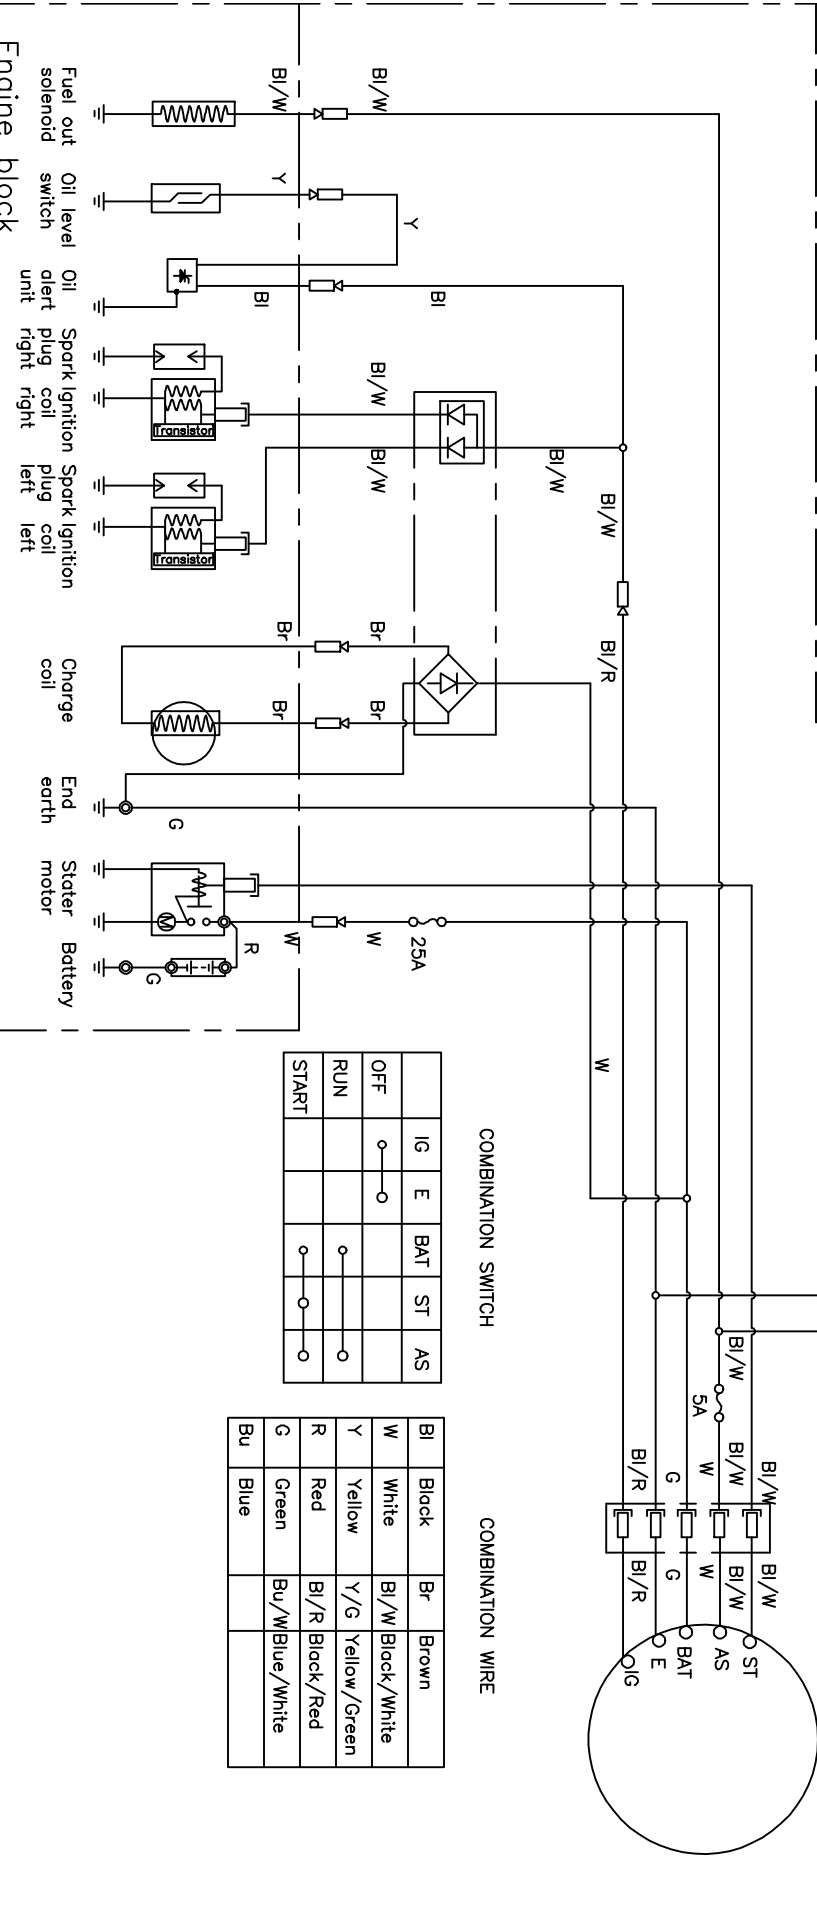 Bl/W
Bl/W
ST
Bl/W
Bl/W
Bl/W
AS
5A
W
W
BAT
G
G
E
Bl/R
Bl/R
IG
Bl/W
Bl/R
W
Bl/W
Bl
25A
Y
Bl/W
Bl/W
Bl/W
Br
Br
W
Bl/W
Y
Bl
Br
Br
W
R
G
G
M
Transistor
Transistor
Fuel out
solenoid
Oil level
switch
Oil
alert
unit
Spark Ignition
plug coil
right right
Spark Ignition
plug coil
left left
Charge
coil
End
earth
Stater
motor
Battery
Engine block
COMBINATION SWITCH
IG E BAT ST AS
OFF
RUN
START
COMBINATION WIRE
Bl Black Br Brown
W White Bl/W Black/White
Y Yellow Y/G Yellow/Green
R Red Bl/R Black/Red
G Green Bu/W Blue/White
Bu Blue